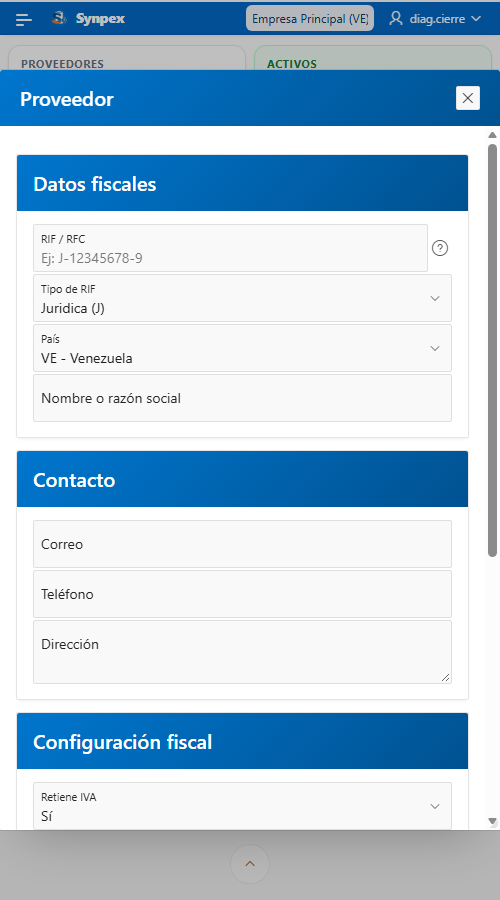 Synpex
Empresa Principal (VE)
diag.cierre
PROVEEDORES
ACTIVOS
Proveedor
Datos fiscales
RIF / RFC
Ej: J-12345678-9
Tipo de RIF
Juridica (J)
País
VE - Venezuela
Nombre o razón social
Contacto
Correo
Teléfono
Dirección
Configuración fiscal
Retiene IVA
Sí